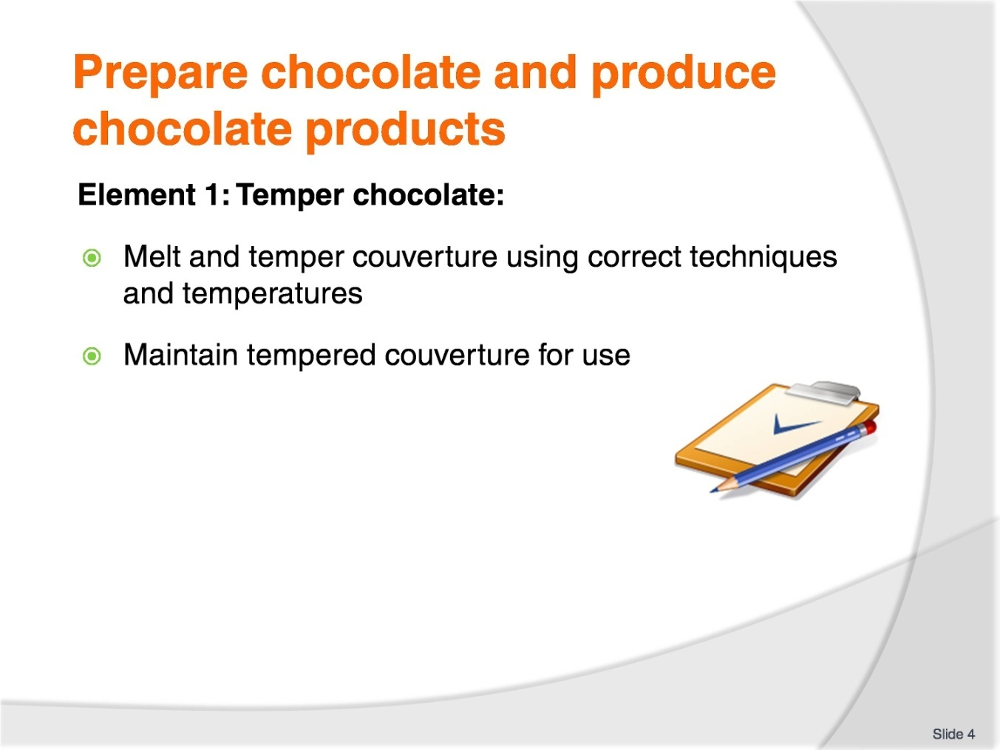 Prepare chocolate and produce
chocolate products
Element 1: Temper chocolate:
Melt and temper couverture using correct techniques
and temperatures
Maintain tempered couverture for use
Slide 4